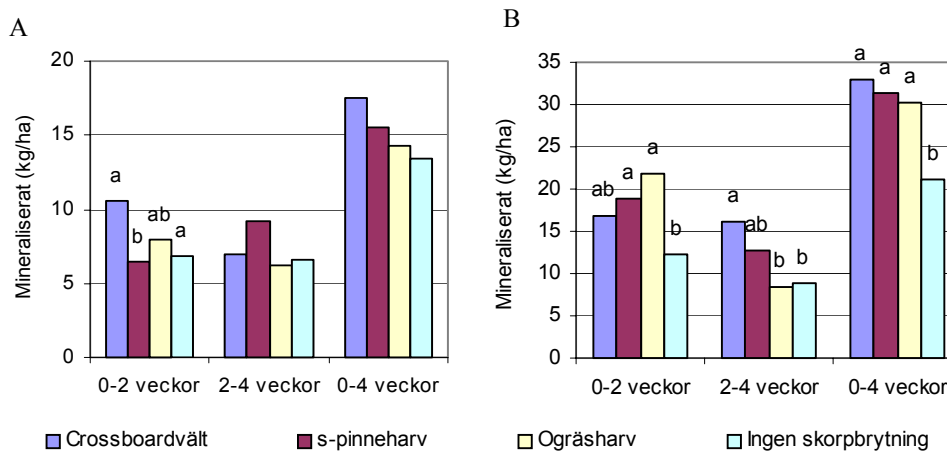 A
Mineraliserat (kg/ha)
20
15
10
5
0
a
b
ab
a
0-2 veckor
2-4 veckor
0-4 veckor
B
Mineraliserat (kg/ha)
35
30
25
20
15
10
5
0
ab
a
a
b
a
ab
b
b
a
a
a
b
0-2 veckor
2-4 veckor
0-4 veckor
Crossboardvält
s-pinneharv
Ogräsharv
Ingen skorpbrytning